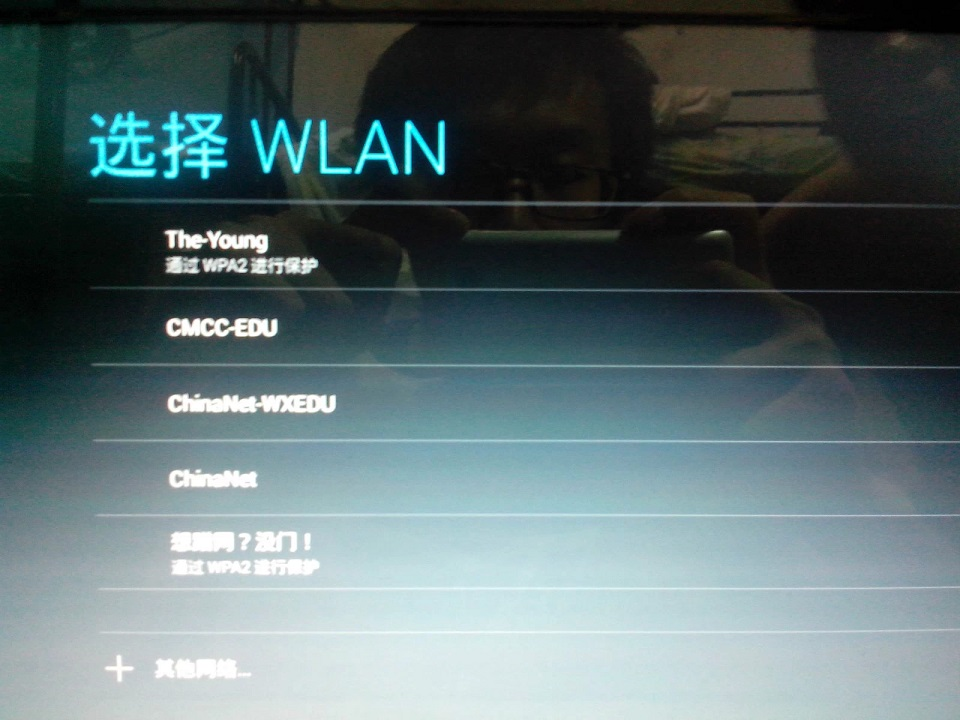 选择 WLAN
The-Young
通过 WPA2 进行保护
CMCC-EDU
ChinaNet-WXEDU
ChinaNet
想蹭网？没门！
通过 WPA2 进行保护
其他网络...